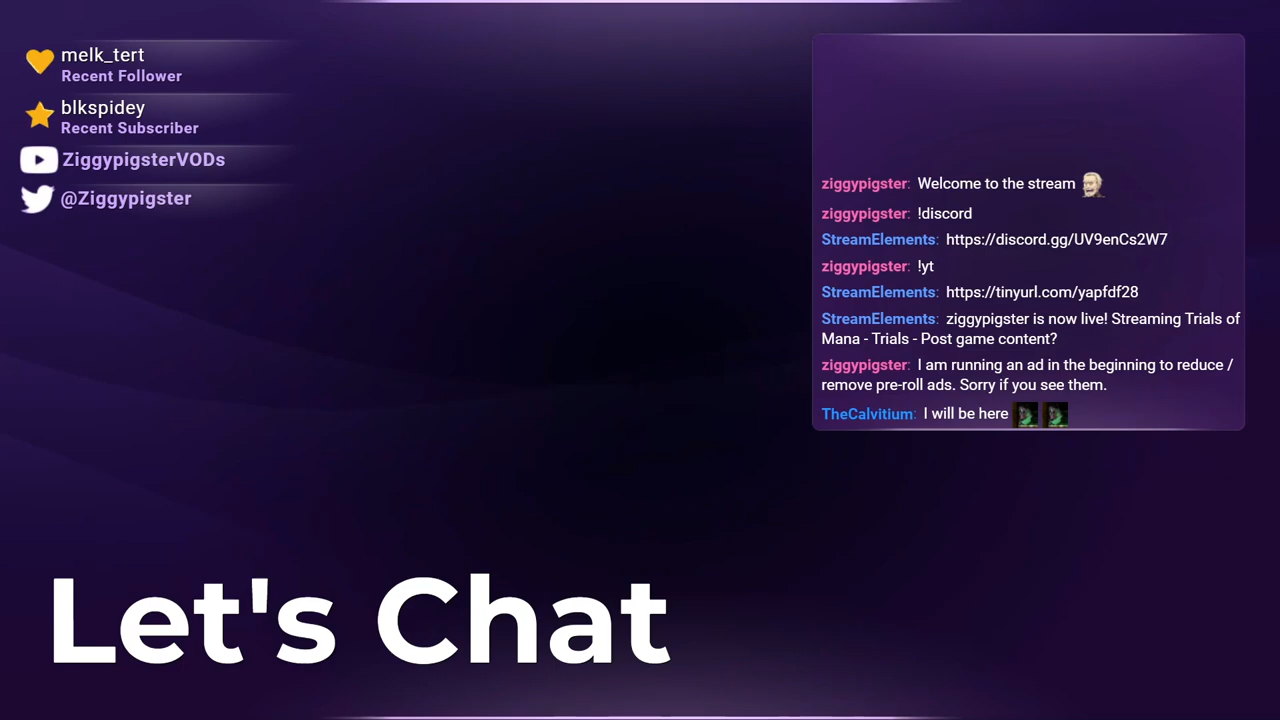 melk_tert
Recent Follower
blkspidey
Recent Subscriber
ZiggypigsterVODs
@Ziggypigster
ziggypigster: Welcome to the stream
ziggypigster: !discord
StreamElements: https://discord.gg/UV9enCs2W7
ziggypigster: !yt
StreamElements: https://tinyurl.com/yapfdf28
StreamElements: ziggypigster is now live! Streaming Trials of
Mana - Trials - Post game content?
ziggypigster: I am running an ad in the beginning to reduce /
remove pre-roll ads. Sorry if you see them.
TheCalvitium: I will be here
Let's Chat